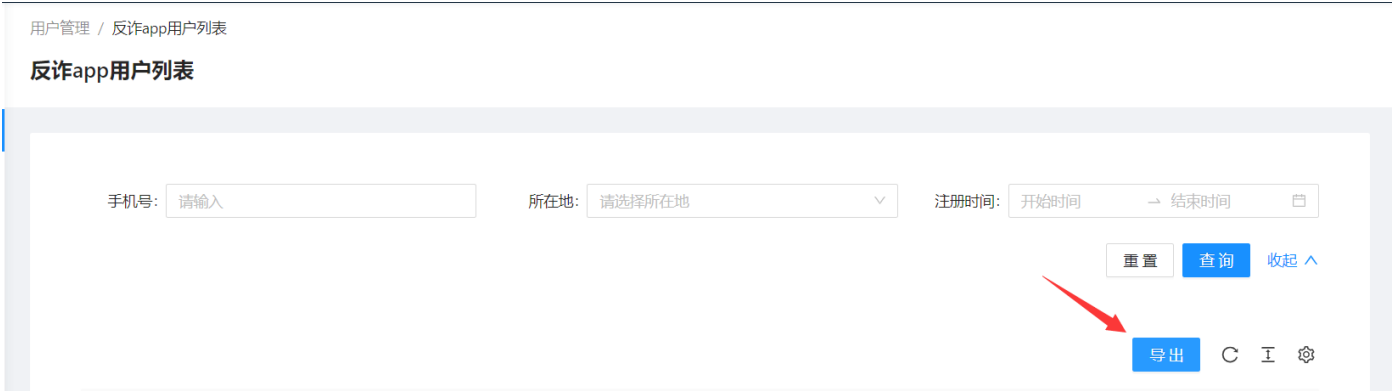 用户管理 / 反诈app用户列表
反诈app用户列表
手机号: 请输入 所在地: 请选择所在地 注册时间: 开始时间 → 结束时间
重置 查询 收起
导出